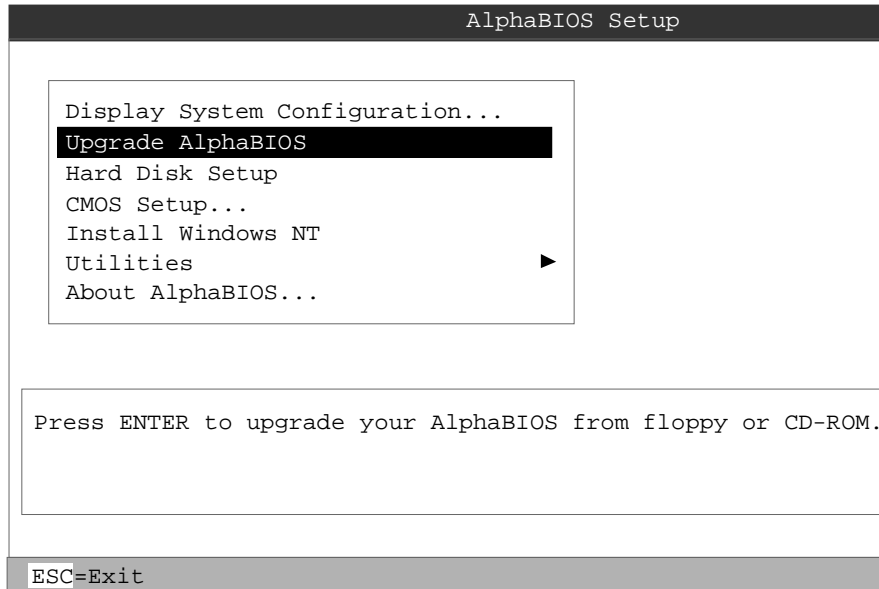 AlphaBIOS Setup
Display System Configuration...
Upgrade AlphaBIOS
Hard Disk Setup
CMOS Setup...
Install Windows NT
Utilities
About AlphaBIOS...
Press ENTER to upgrade your AlphaBIOS from floppy or CD-ROM.
ESC=Exit